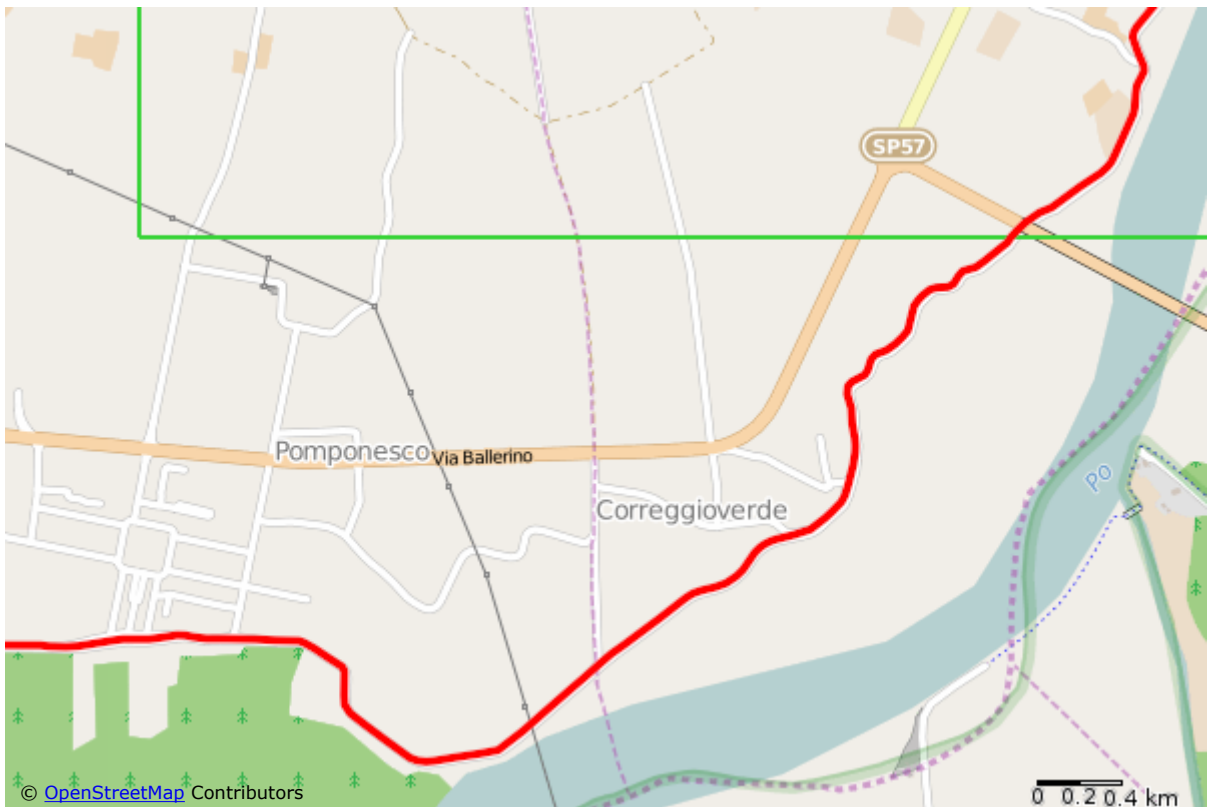 SP57
Pomponesco
Via Ballerino
Po
Correggioverde
© OpenStreetMap Contributors
0 0.2 0.4 km